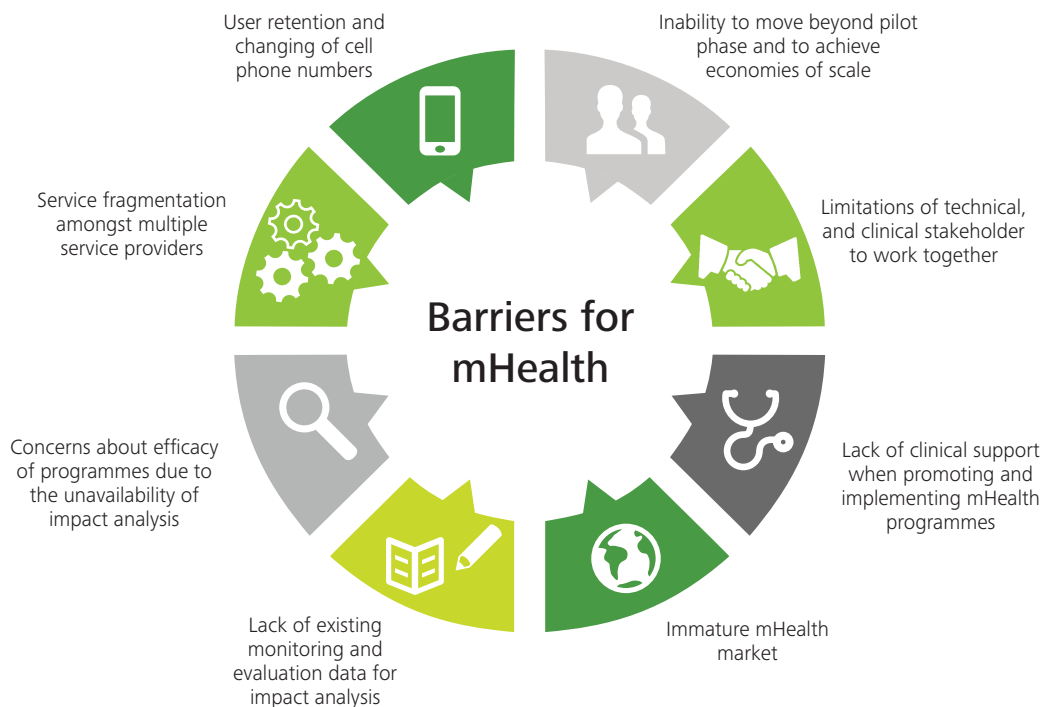 User retention and
changing of cell
phone numbers
Inability to move beyond pilot
phase and to achieve
economies of scale
Service fragmentation
amongst multiple
service providers
Limitations of technical,
and clinical stakeholder
to work together
Barriers for
mHealth
Concerns about efficacy
of programmes due to
the unavailability of
impact analysis
Lack of clinical support
when promoting and
implementing mHealth
programmes
Lack of existing
monitoring and
evaluation data for
impact analysis
Immature mHealth
market